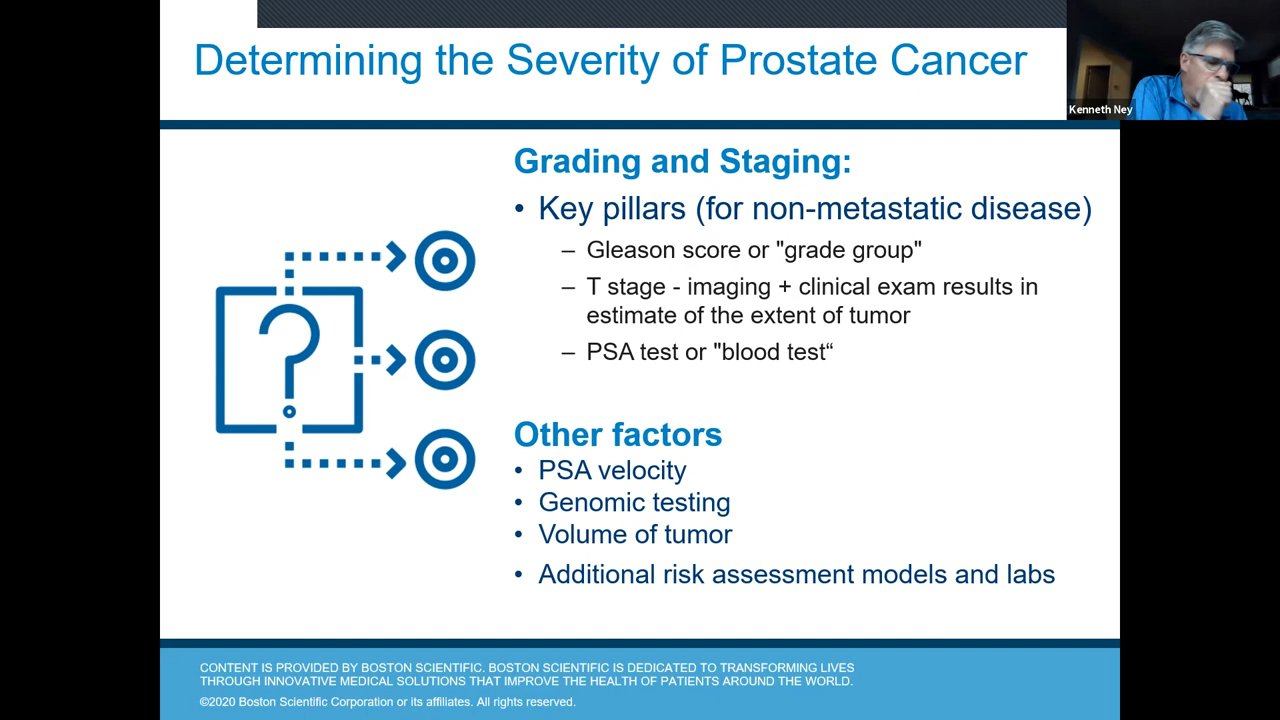 Determining the Severity of Prostate Cancer
Kenneth Ney
Grading and Staging:
• Key pillars (for non-metastatic disease)
– Gleason score or "grade group"
– T stage - imaging + clinical exam results in
estimate of the extent of tumor
– PSA test or "blood test“
Other factors
• PSA velocity
• Genomic testing
• Volume of tumor
• Additional risk assessment models and labs
CONTENT IS PROVIDED BY BOSTON SCIENTIFIC. BOSTON SCIENTIFIC IS DEDICATED TO TRANSFORMING LIVES
THROUGH INNOVATIVE MEDICAL SOLUTIONS THAT IMPROVE THE HEALTH OF PATIENTS AROUND THE WORLD.
©2020 Boston Scientific Corporation or its affiliates. All rights reserved.